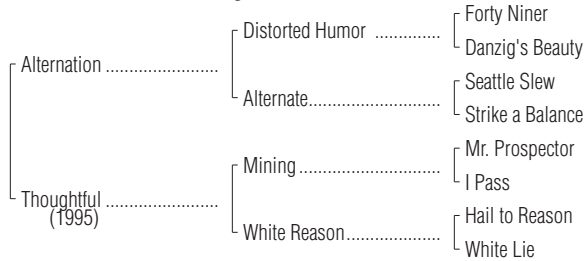 Forty Niner
Distorted Humor ..............
Danzig's Beauty
Alternation ........................
Seattle Slew
Alternate............................
Strike a Balance
Mr. Prospector
Mining ..............................
I Pass
Thoughtful ........................
(1995)
Hail to Reason
White Reason....................
White Lie